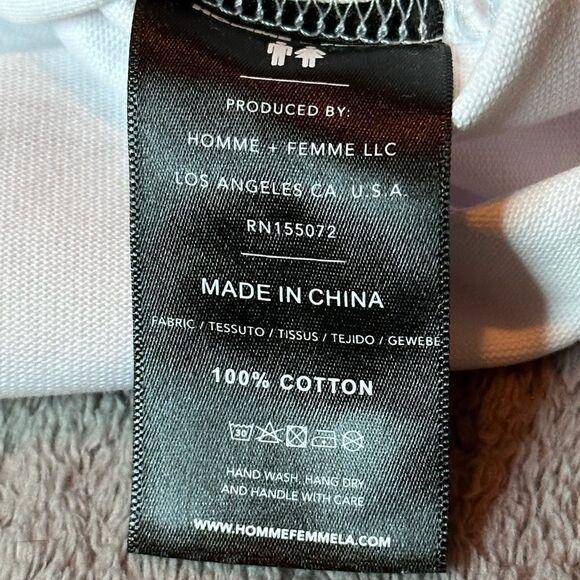 PRODUCED BY:
HOMME + FEMME LLC
LOS ANGELES CA. U.S.A.
RN155072
MADE IN CHINA
FABRIC / TESSUTO / TISSUS / TEJIDO / GEWEBE
100% COTTON
30
HAND WASH, HANG DRY,
AND HANDLE WITH CARE
WWW.HOMMEFEMMELA.COM